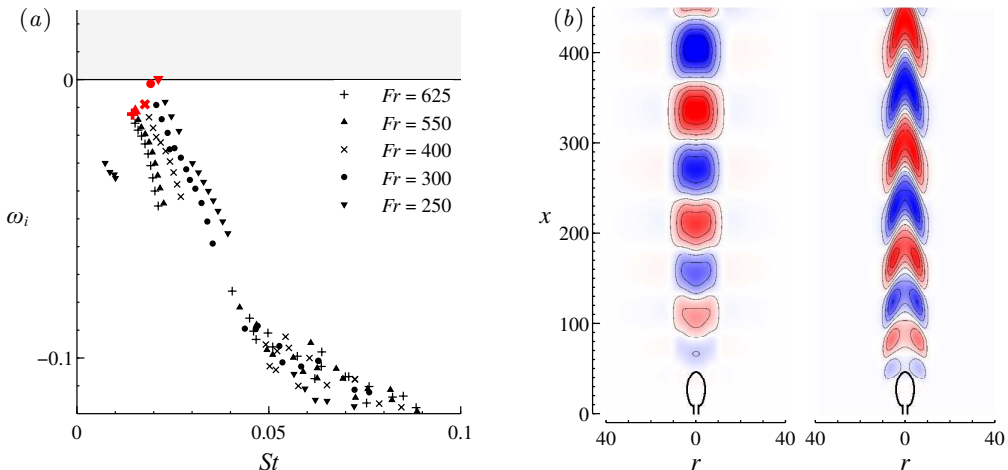 (a)
0
−0.1
ω_i
0
0.05
0.1
St
Fr = 625
Fr = 550
Fr = 400
Fr = 300
Fr = 250
(b)
400
300
200
100
0
x
40
0
40
r
40
0
40
r